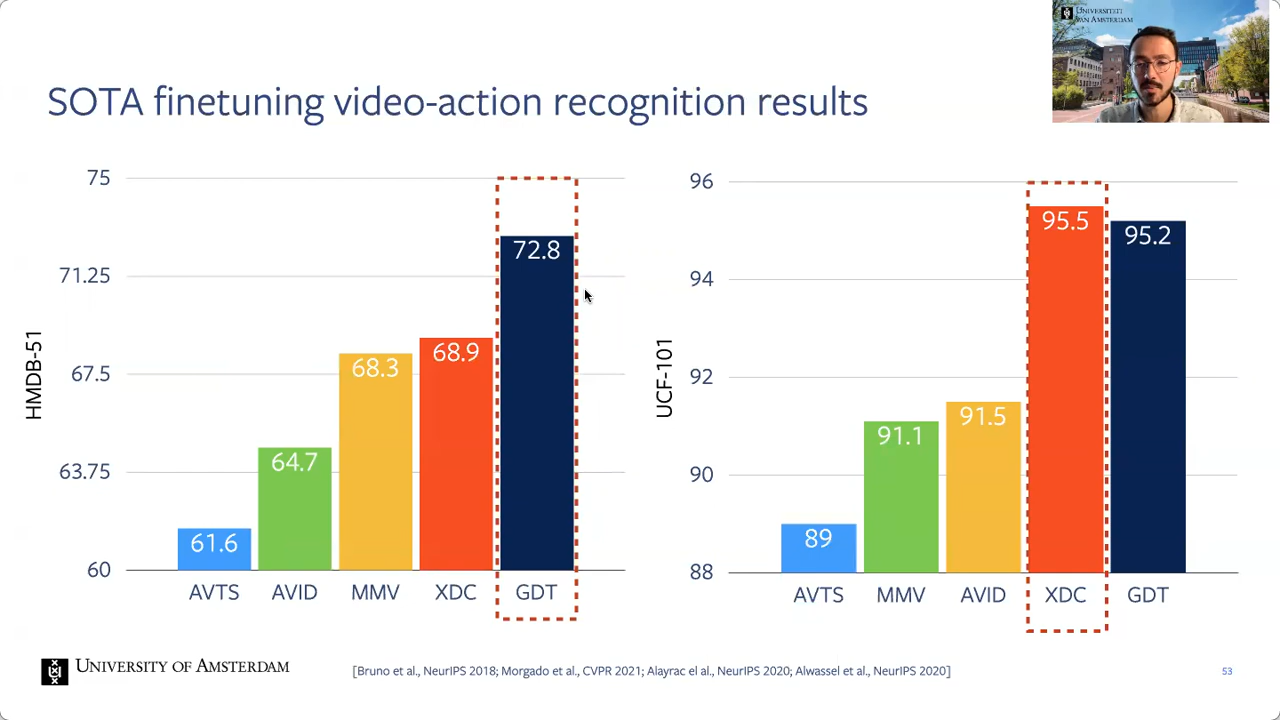 UNIVERSITEIT
VAN AMSTERDAM
SOTA finetuning video-action recognition results
HMDB-51
75
71.25
67.5
63.75
60
61.6
64.7
68.3
68.9
72.8
AVTS
AVID
MMV
XDC
GDT
UCF-101
96
94
92
90
88
89
91.1
91.5
95.5
95.2
AVTS
MMV
AVID
XDC
GDT
UNIVERSITY OF AMSTERDAM
[Bruno et al., NeurIPS 2018; Morgado et al., CVPR 2021; Alayrac el al., NeurIPS 2020; Alwassel et al., NeurIPS 2020]
53